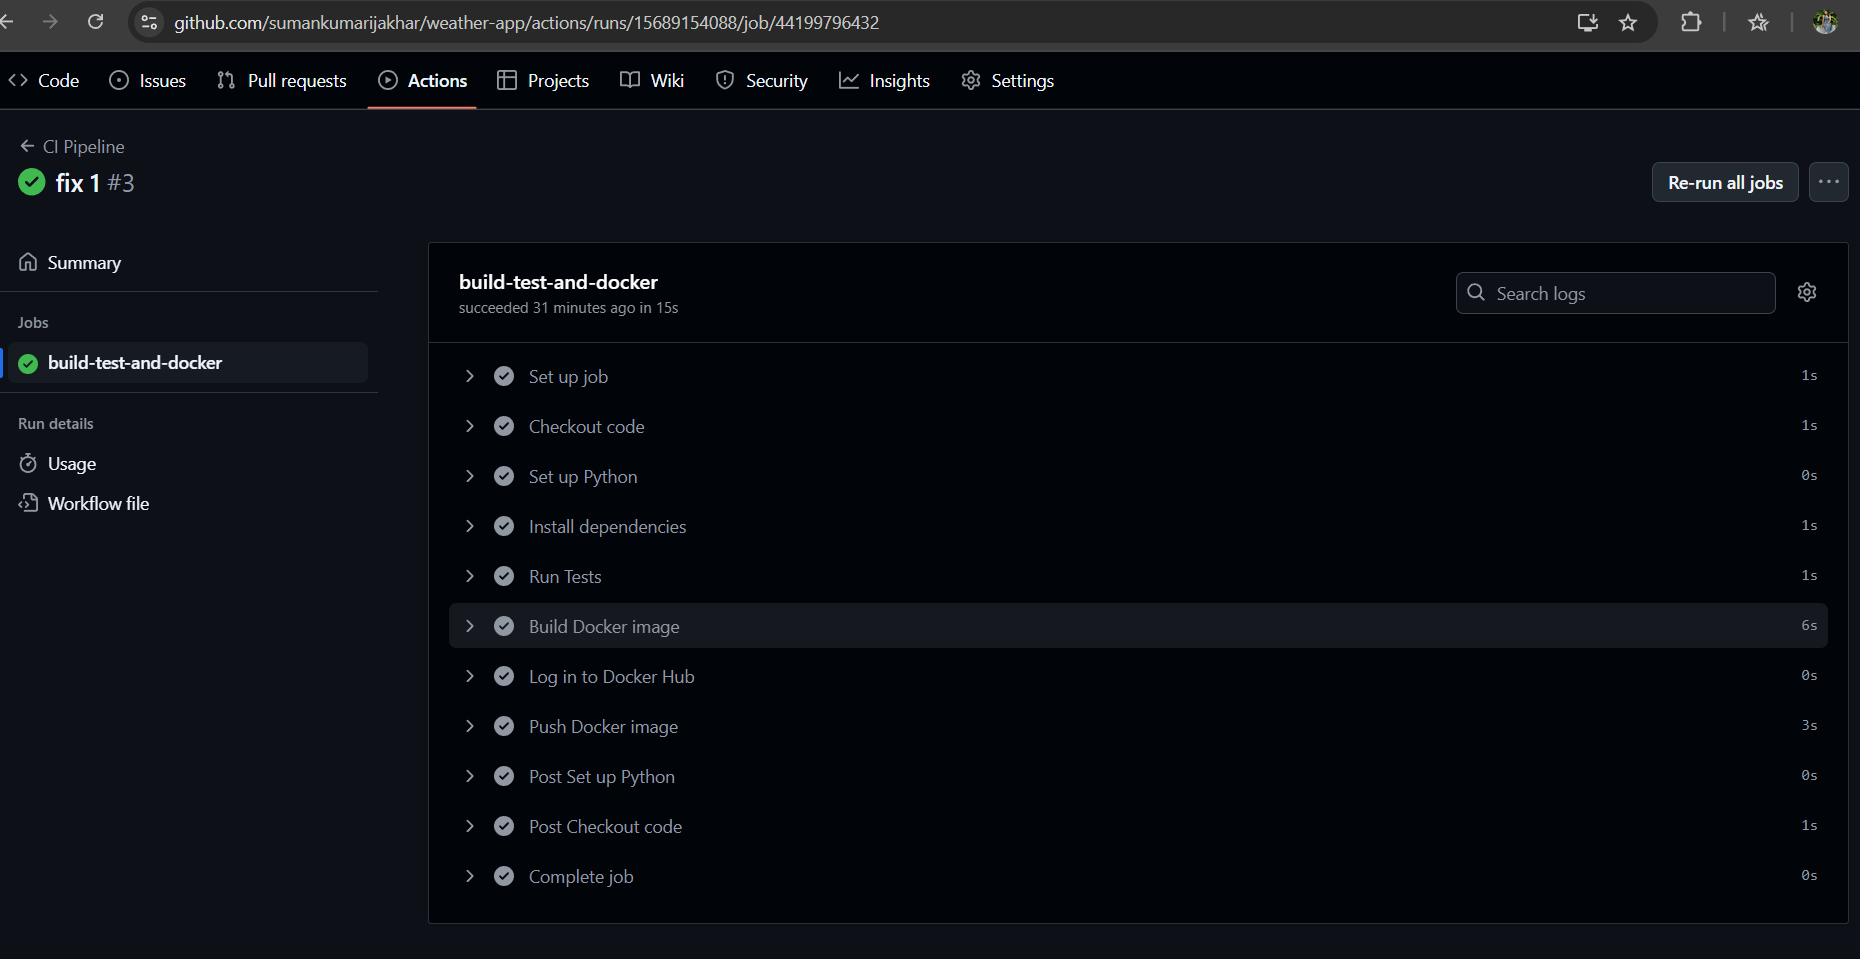 github.com/sumankumarijakhar/weather-app/actions/runs/15689154088/job/44199796432
Code Issues Pull requests Actions Projects Wiki Security Insights Settings
CI Pipeline
fix 1 #3
Re-run all jobs
Summary
Jobs
build-test-and-docker
Run details
Usage
Workflow file
build-test-and-docker
succeeded 31 minutes ago in 15s
Search logs
Set up job 1s
Checkout code 1s
Set up Python 0s
Install dependencies 1s
Run Tests 1s
Build Docker image 6s
Log in to Docker Hub 0s
Push Docker image 3s
Post Set up Python 0s
Post Checkout code 1s
Complete job 0s